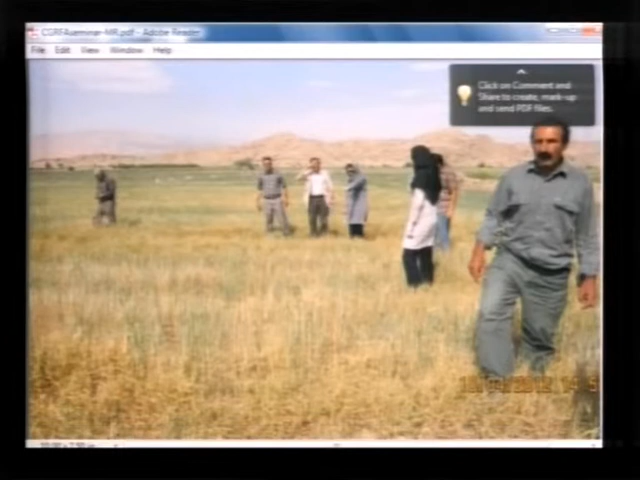 CGRFAseminar-MR.pdf - Adobe Reader
File Edit View Window Help
Click on Comment and
Share to create, mark-up
and send PDF files.